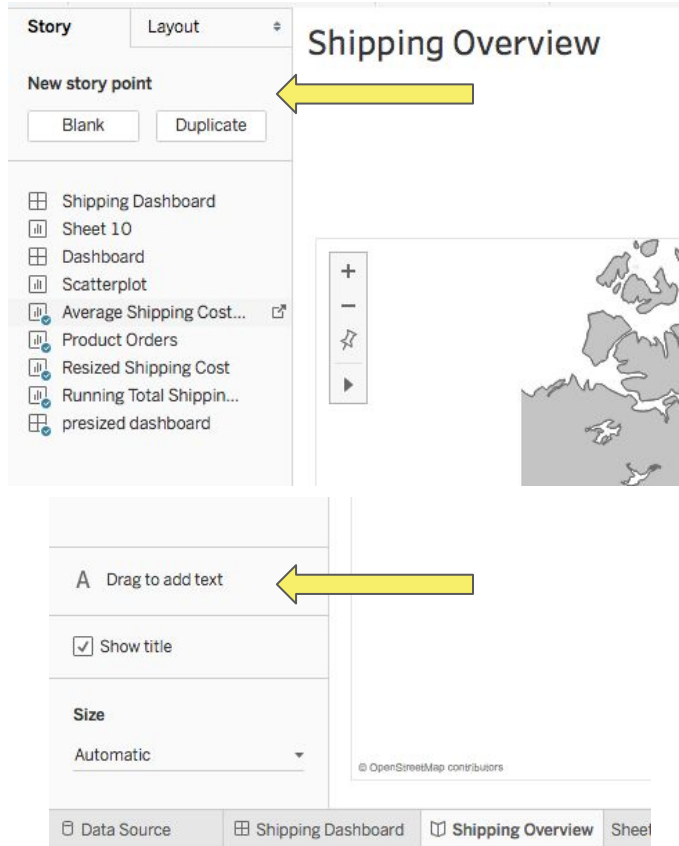 Story Layout
Shipping Overview
New story point
Blank Duplicate
Shipping Dashboard
Sheet 10
Dashboard
Scatterplot
Average Shipping Cost...
Product Orders
Resized Shipping Cost
Running Total Shippin...
presized dashboard
A Drag to add text
Show title
Size
Automatic
© OpenStreetMap contributors
Data Source Shipping Dashboard Shipping Overview Sheet